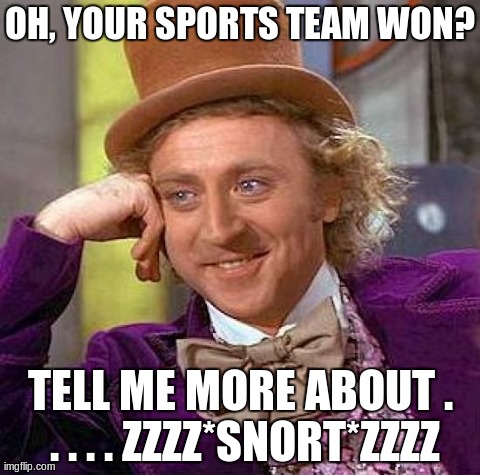 OH, YOUR SPORTS TEAM WON?
TELL ME MORE ABOUT .
. . . . ZZZZ*SNORT*ZZZZ
imgflip.com